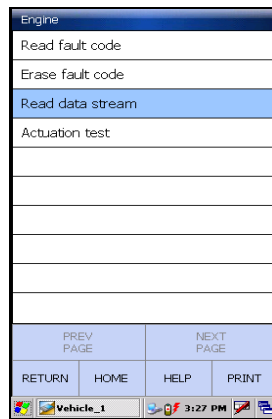 Engine
Read fault code
Erase fault code
Read data stream
Actuation test
PREV
PAGE
NEXT
PAGE
RETURN HOME HELP PRINT
Vehicle_1 3:27 PM